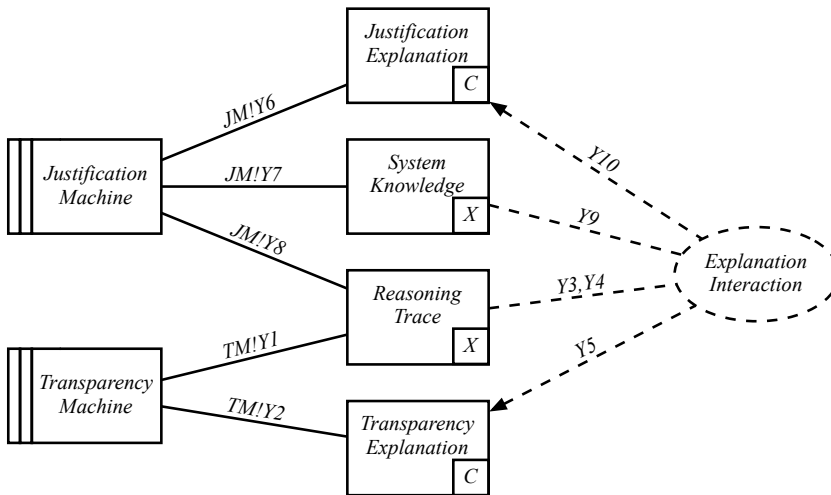 Justification
Explanation
C
JM!Y6
Y10
Justification
Machine
JM!Y7
System
Knowledge
X
Y9
JM!Y8
Explanation
Interaction
Reasoning
Trace
X
Y3,Y4
TM!Y1
Y5
Transparency
Machine
TM!Y2
Transparency
Explanation
C